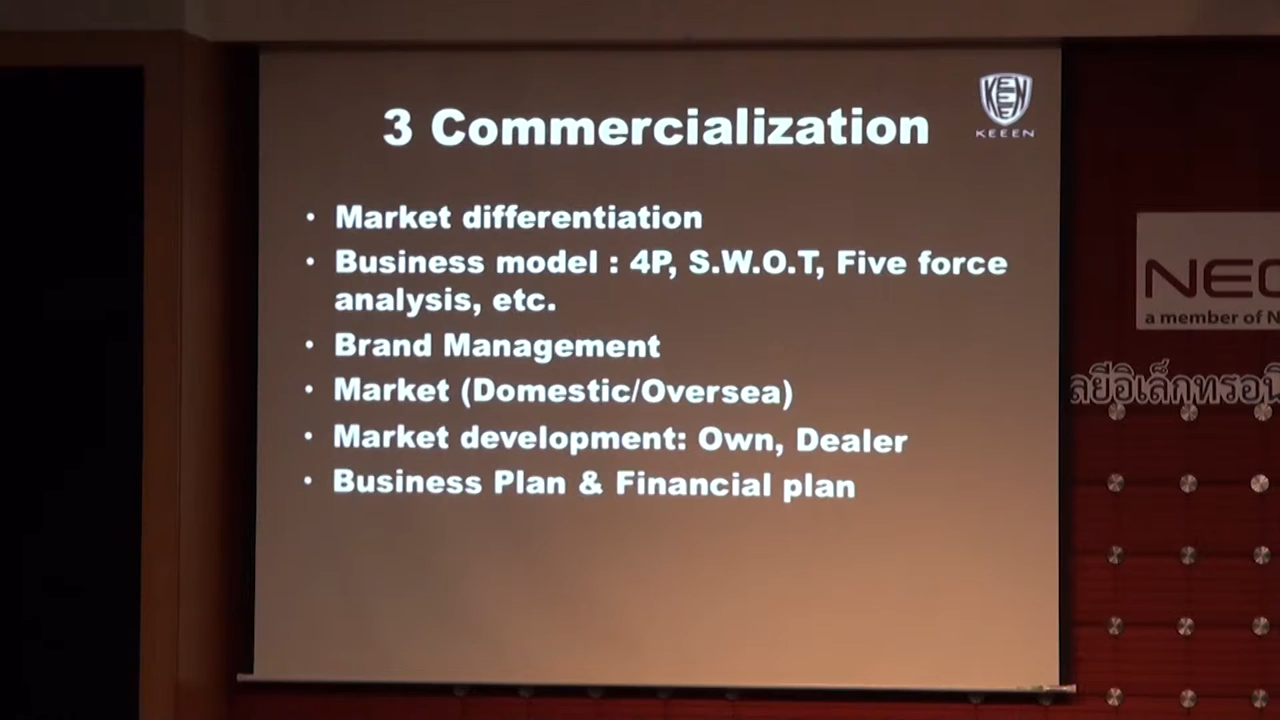 3 Commercialization
KEEEN
KEEEN
• Market differentiation
• Business model : 4P, S.W.O.T, Five force
analysis, etc.
• Brand Management
• Market (Domestic/Oversea)
• Market development: Own, Dealer
• Business Plan & Financial plan
a member of